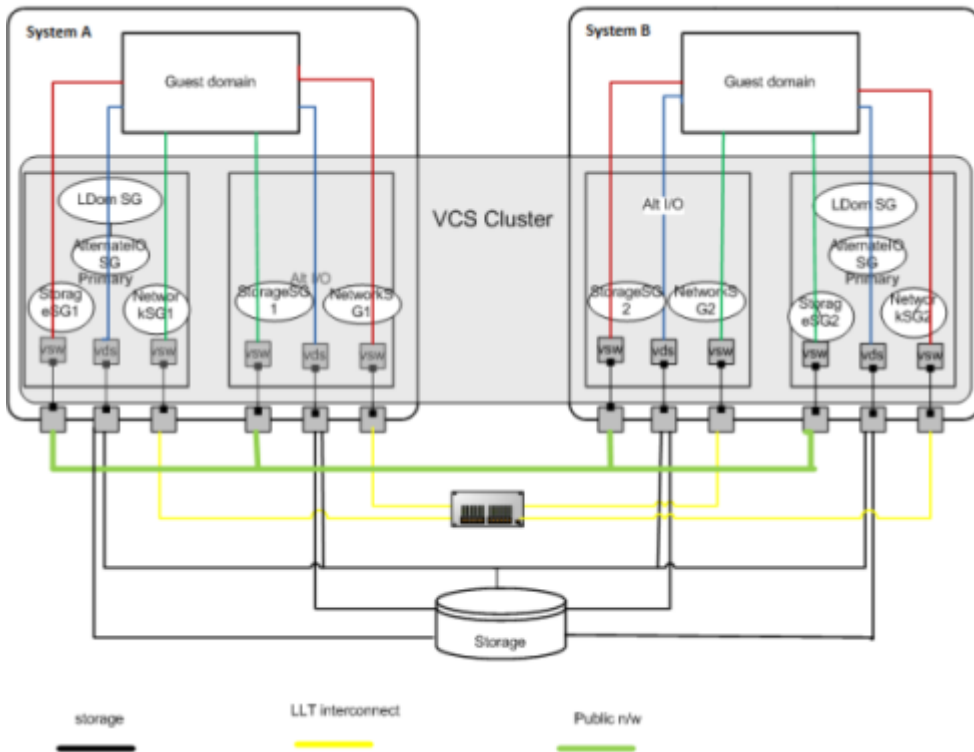 System A
System B
Guest domain
Guest domain
VCS Cluster
LDom SG
AlternateIO
SG
Primary
Storag
eSG1
Networ
kSG1
vsw
vds
vsw
Alt I/O
StorageSG
1
NetworkS
G1
vsw
vds
vsw
Alt I/O
StorageSG
2
NetworkS
G2
vsw
vds
vsw
LDom SG
AlternateIO
SG
Primary
Storag
eSG2
Networ
kSG2
vsw
vds
vsw
Storage
storage
LLT interconnect
Public n/w